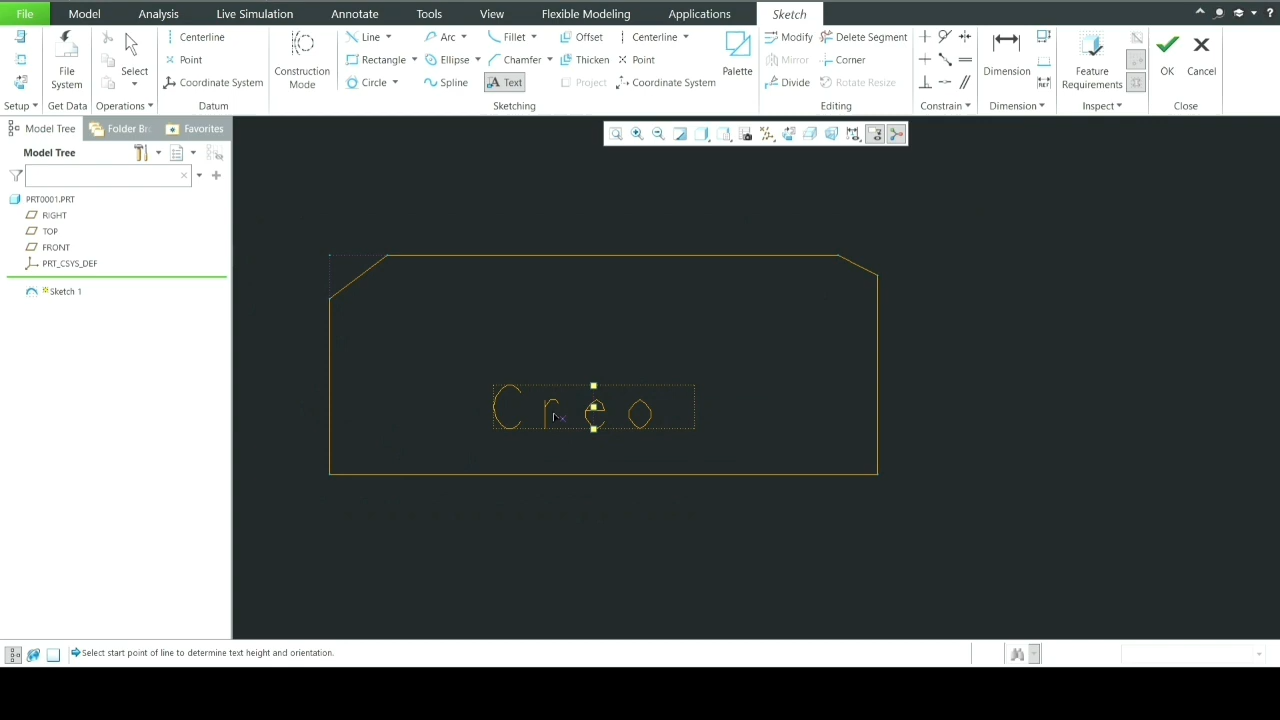 File Model Analysis Live Simulation Annotate Tools View Flexible Modeling Applications Sketch
Centerline Line Arc Fillet Offset Centerline Modify Delete Segment
Point Rectangle Ellipse Chamfer Thicken Point Mirror Corner
Coordinate System Circle Spline Text Project Coordinate System Divide Rotate Resize
File System
Select
Construction Mode
Palette
Dimension
Feature Requirements
OK
Cancel
Setup Get Data Operations Datum Sketching Editing Constrain Dimension Inspect Close
Model Tree Folder Br Favorites
Model Tree
PRT0001.PRT
RIGHT
TOP
FRONT
PRT_CSYS_DEF
Sketch 1
Creo
Select start point of line to determine text height and orientation.